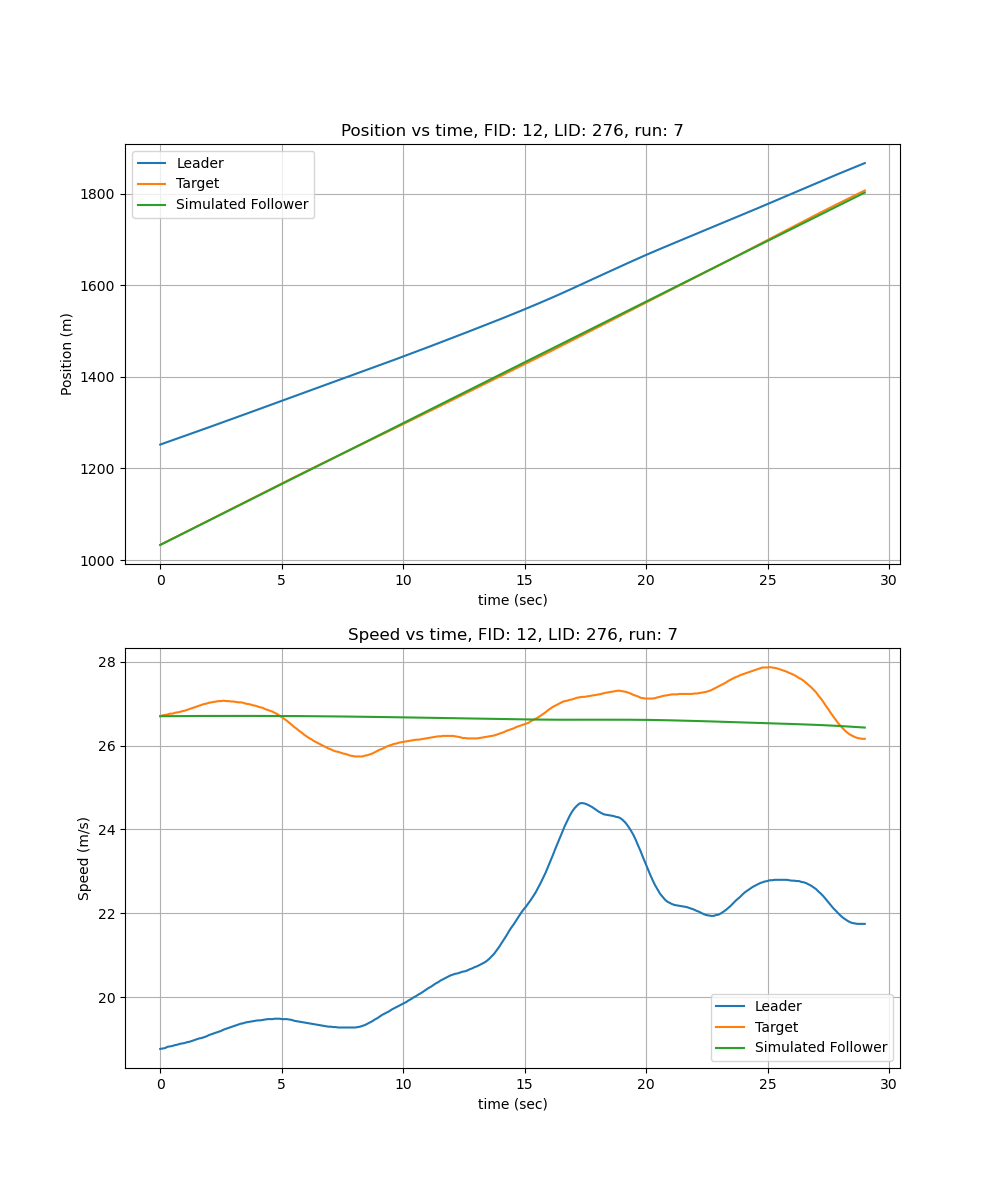 Position vs time, FID: 12, LID: 276, run: 7
Leader
Target
Simulated Follower
Position (m)
1800
1600
1400
1200
1000
0 5 10 15 20 25 30
time (sec)
Speed vs time, FID: 12, LID: 276, run: 7
Speed (m/s)
28
26
24
22
20
Leader
Target
Simulated Follower
0 5 10 15 20 25 30
time (sec)